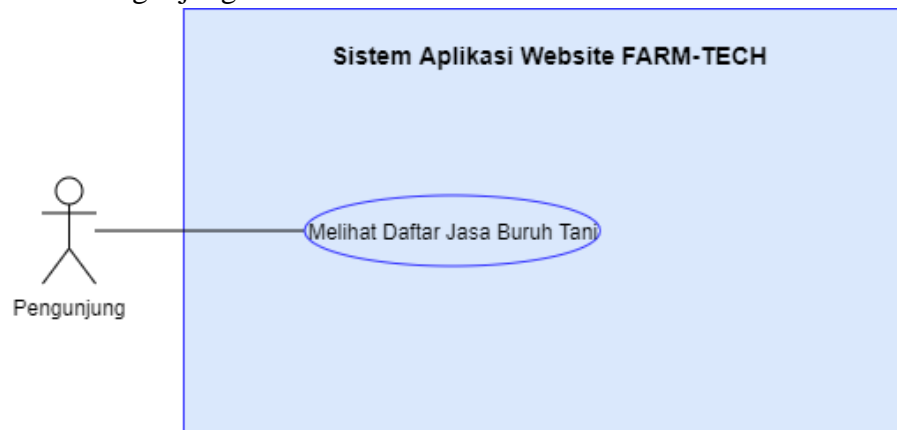 Sistem Aplikasi Website FARM-TECH
Melihat Daftar Jasa Buruh Tani
Pengunjung